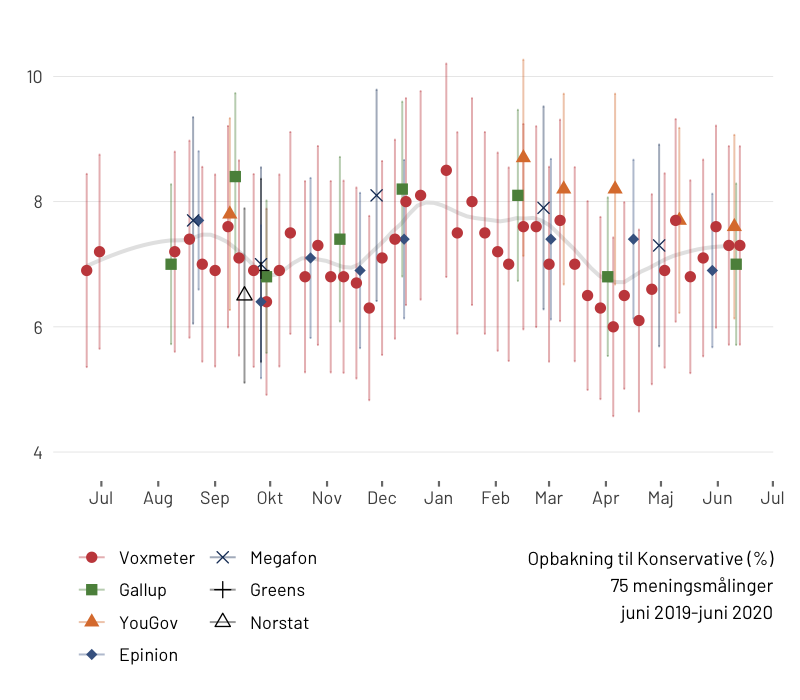 10
8
6
4
Jul Aug Sep Okt Nov Dec Jan Feb Mar Apr Maj Jun Jul
Voxmeter Megafon
Gallup Greens
YouGov Norstat
Epinion
Opbakning til Konservative (%)
75 meningsmålinger
juni 2019-juni 2020